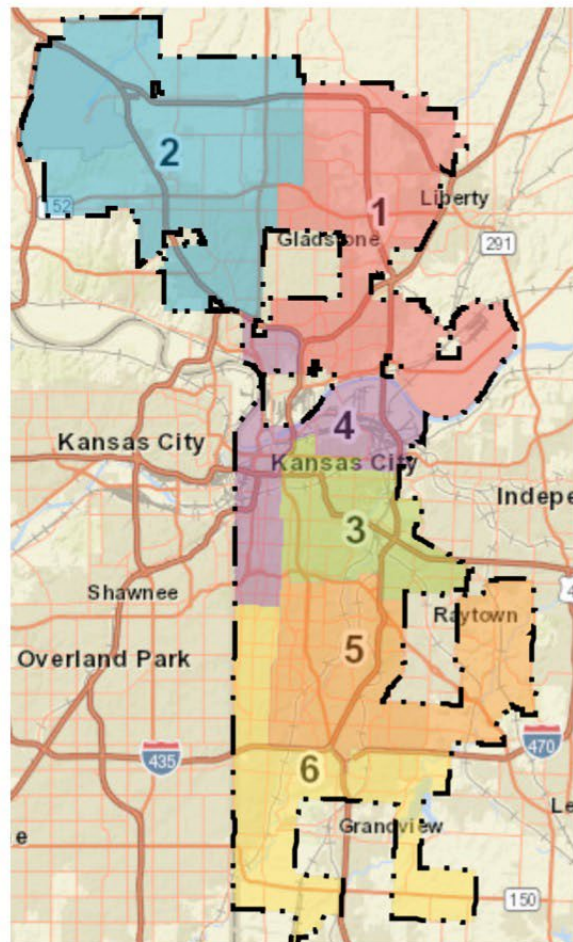 2
152
1
Liberty
Gladstone
291
4
Kansas City
Kansas City
Indepe
3
Shawnee
4
Raytown
5
Overland Park
435
470
6
Grandview
Le
e
150